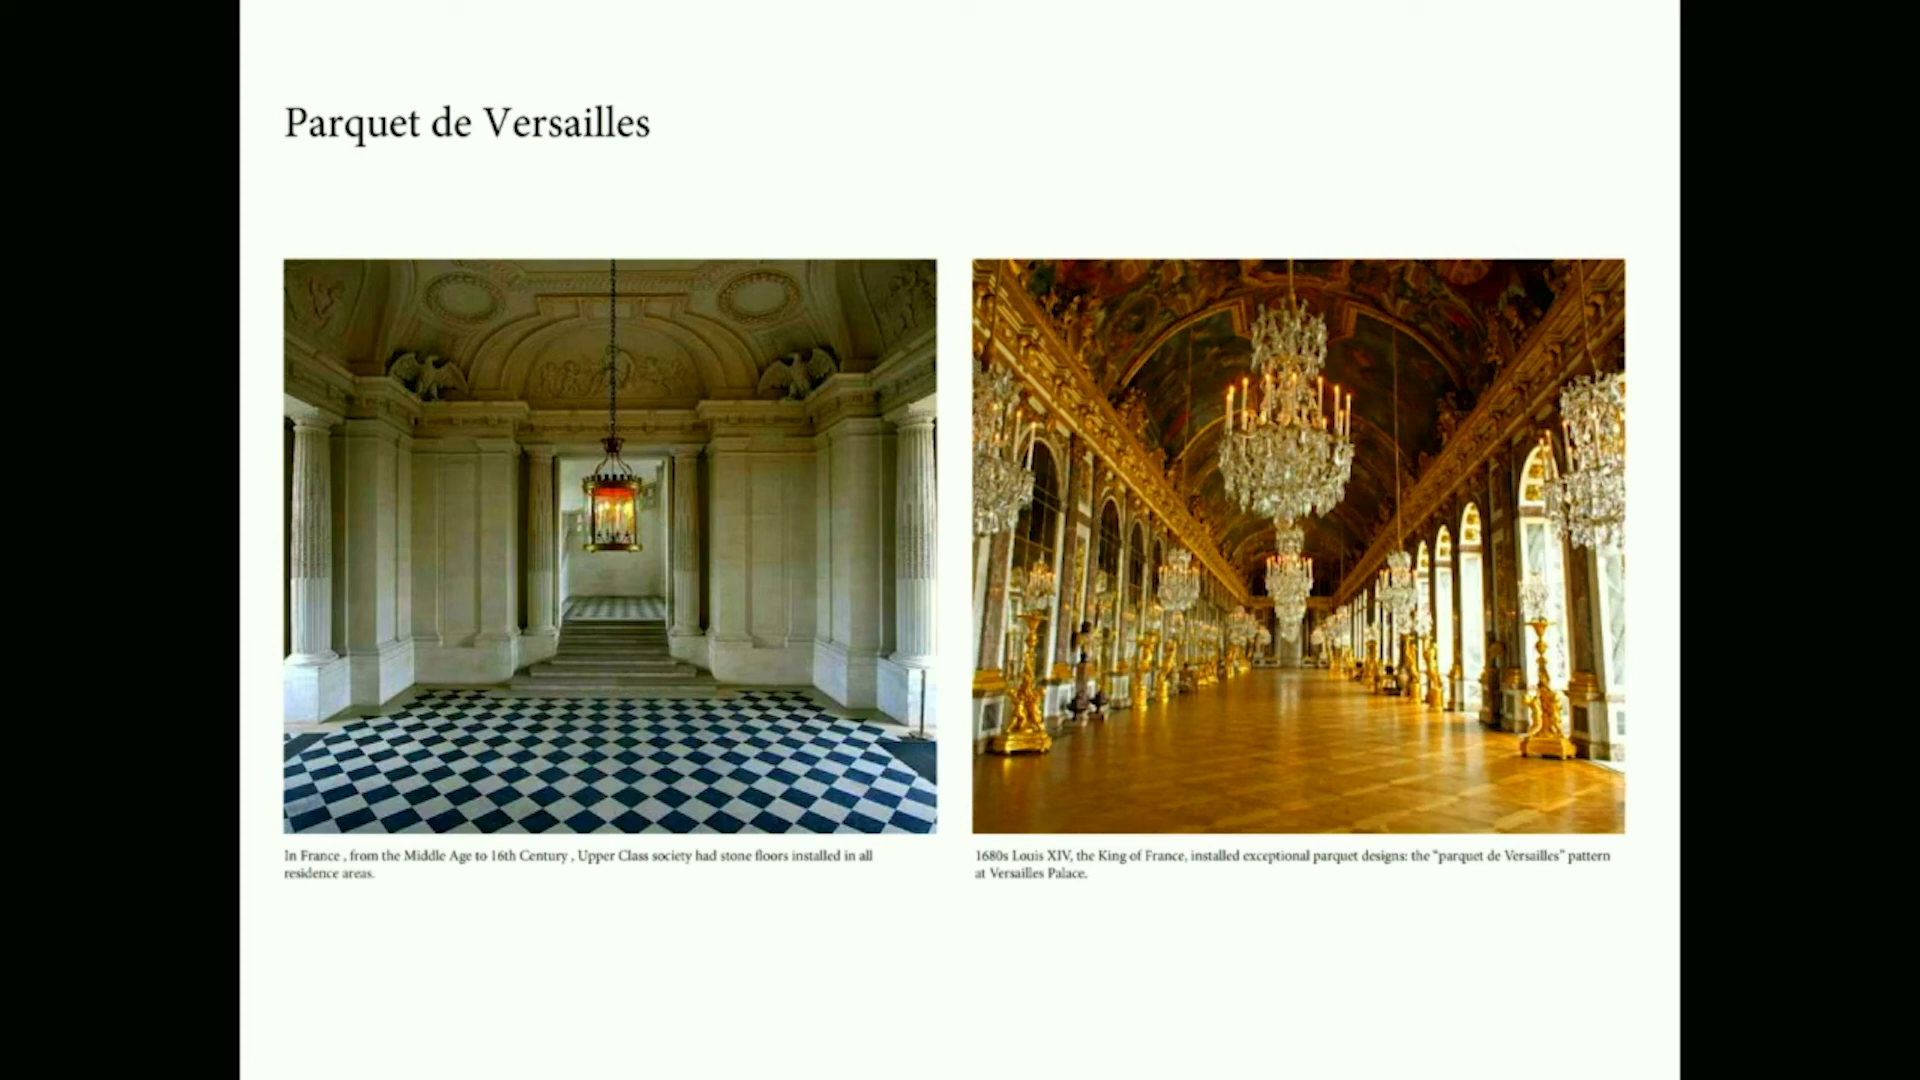 Parquet de Versailles
In France , from the Middle Age to 16th Century , Upper Class society had stone floors installed in all
residence areas.
1680s Louis XIV, the King of France, installed exceptional parquet designs: the “parquet de Versailles” pattern
at Versailles Palace.